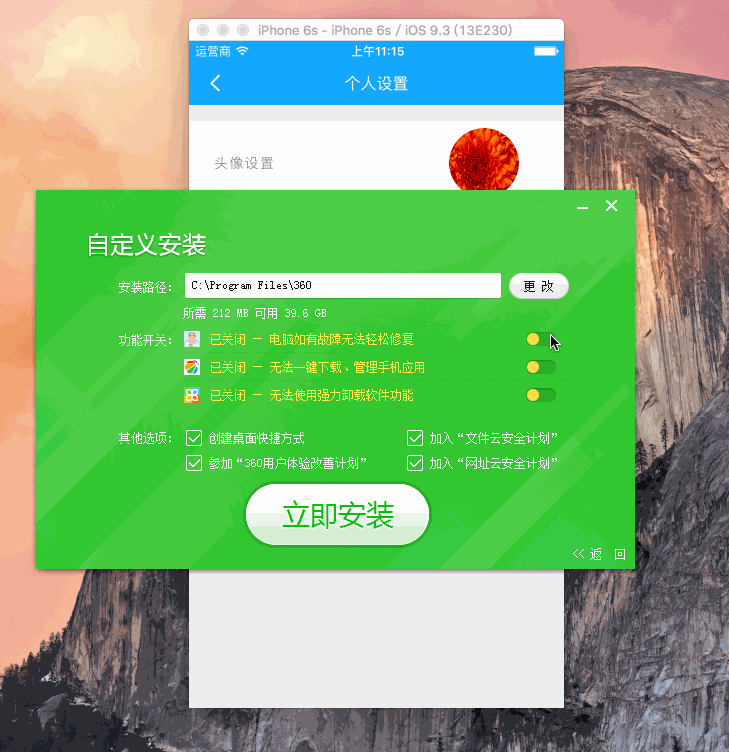 iPhone 6s - iPhone 6s / iOS 9.3 (13E230)
运营商 上午11:15
个人设置
头像设置
自定义安装
安装路径: C:\Program Files\360 更改
所需 212 MB 可用 39.6 GB
功能开关: 已关闭 — 电脑如有故障无法轻松修复
已关闭 — 无法一键下载、管理手机应用
已关闭 — 无法使用强力卸载软件功能
其他选项: 创建桌面快捷方式 加入“文件云安全计划”
参加“360用户体验改善计划” 加入“网址云安全计划”
立即安装
<< 返 回